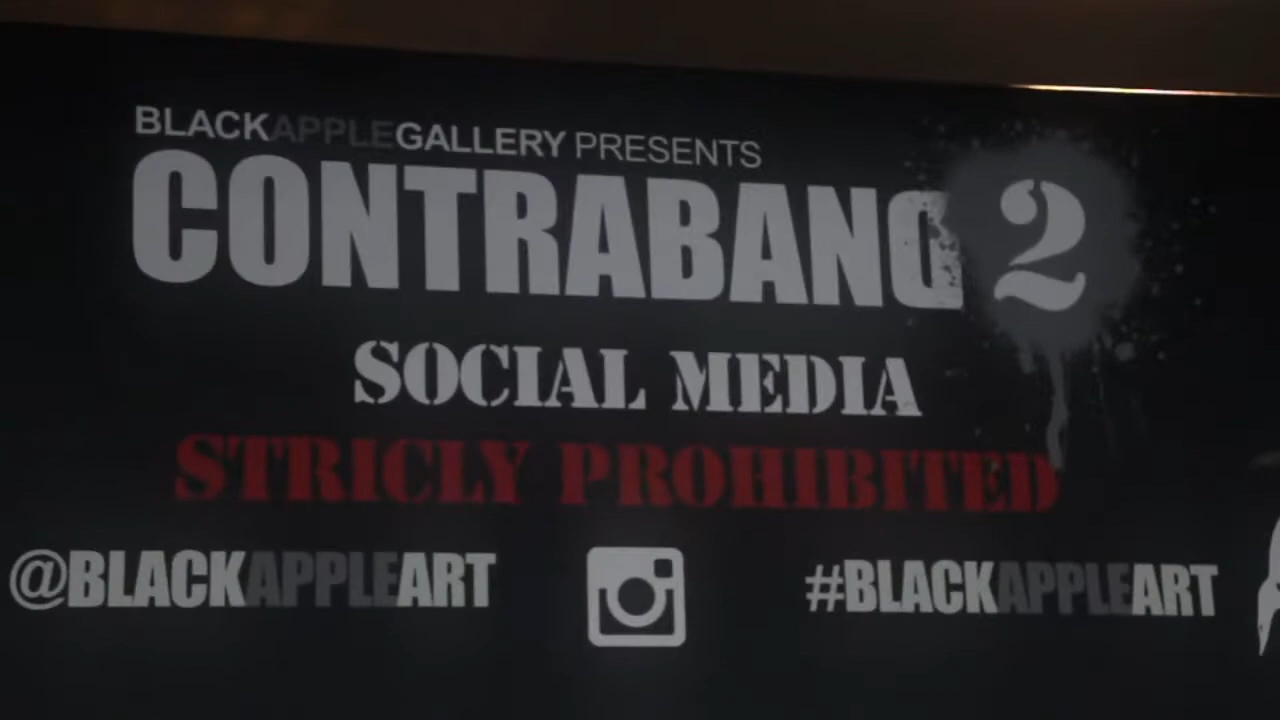 BLACKAPPLEGALLERY PRESENTS
CONTRABAND 2
SOCIAL MEDIA
STRICLY PROHIBITED
@BLACKAPPLEART #BLACKAPPLEART